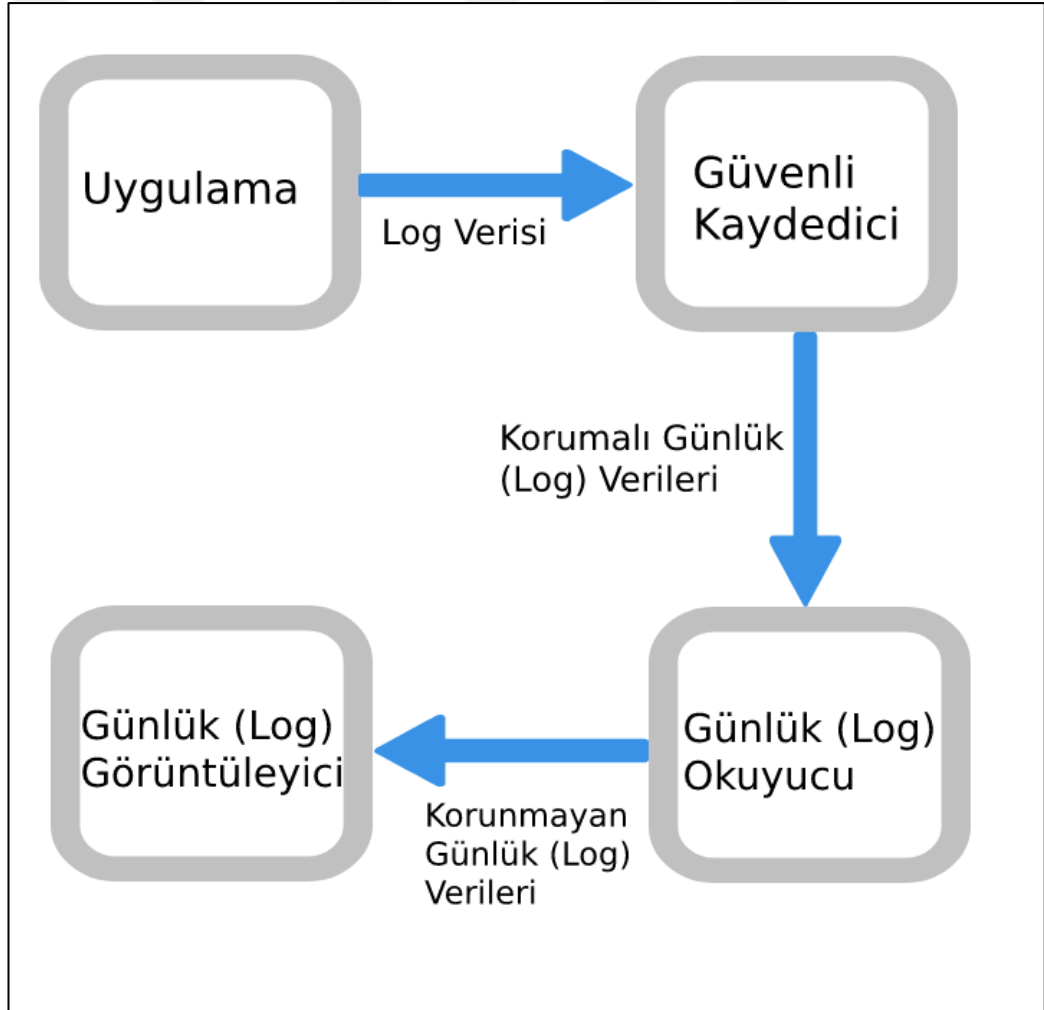 Uygulama
Log Verisi
Güvenli
Kaydedici
Korumalı Günlük
(Log) Verileri
Günlük (Log)
Okuyucu
Korunmayan
Günlük (Log)
Verileri
Günlük (Log)
Görüntüleyici